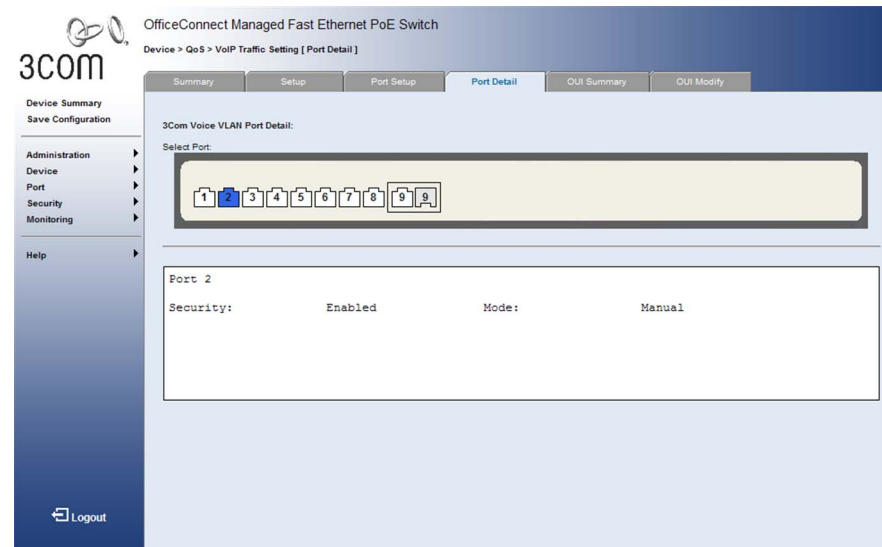 3COM
OfficeConnect Managed Fast Ethernet PoE Switch
Device > QoS > VoIP Traffic Setting [ Port Detail ]
Summary Setup Port Setup Port Detail OUI Summary OUI Modify
Device Summary
Save Configuration
Administration
Device
Port
Security
Monitoring
Help
Logout
3Com Voice VLAN Port Detail:
Select Port:
1 2 3 4 5 6 7 8 9 9
Port 2
Security: Enabled Mode: Manual